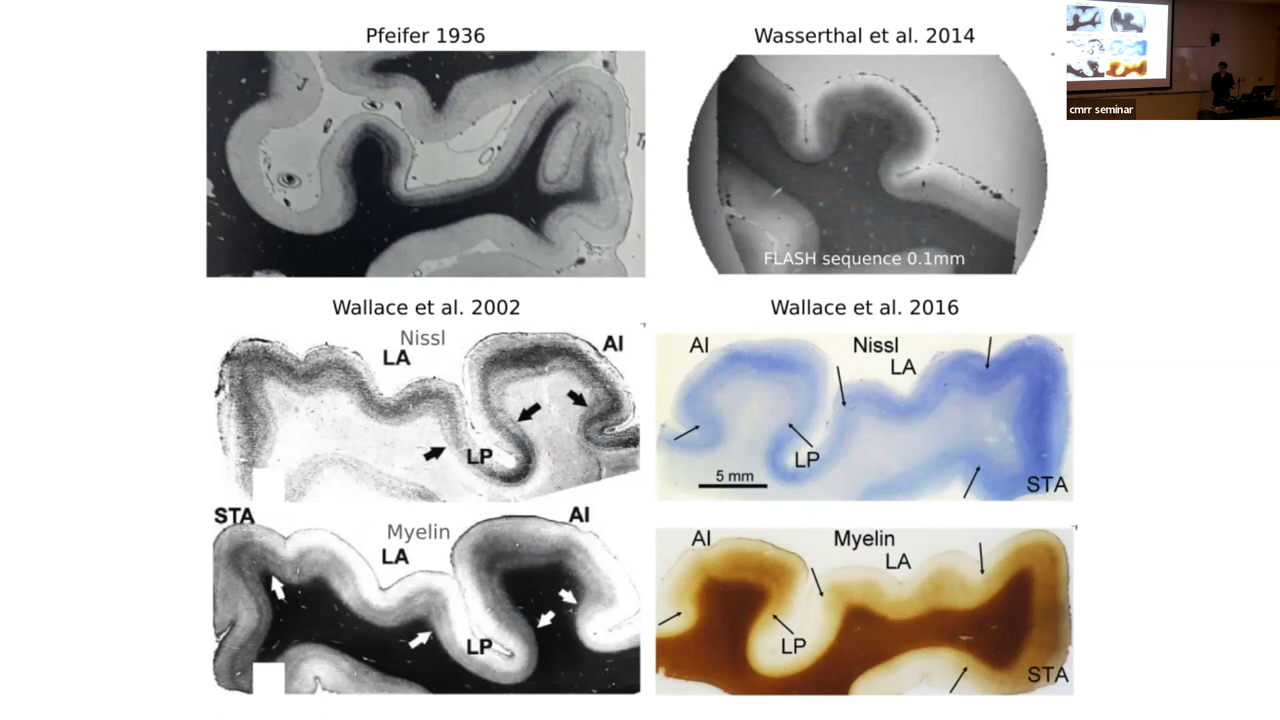 Pfeifer 1936
Wasserthal et al. 2014
FLASH sequence 0.1mm
cmrr seminar
Wallace et al. 2002
Nissl
LA
AI
LP
STA
Myelin
LA
AI
LP
Wallace et al. 2016
AI
Nissl
LA
LP
5 mm
STA
AI
Myelin
LA
LP
STA